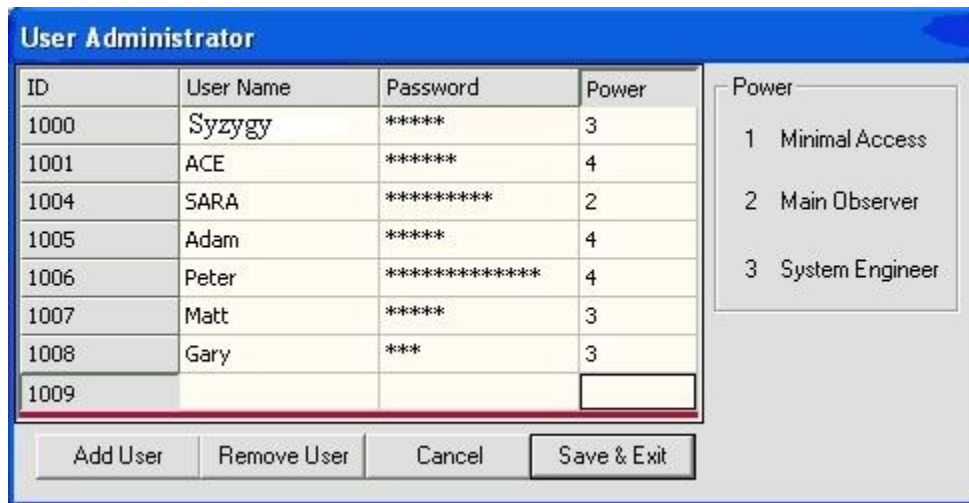 User Administrator
ID User Name Password Power
1000 Syzygy ***** 3
1001 ACE ****** 4
1004 SARA ********* 2
1005 Adam ***** 4
1006 Peter ************* 4
1007 Matt ***** 3
1008 Gary *** 3
1009
Power
1 Minimal Access
2 Main Observer
3 System Engineer
Add User Remove User Cancel Save & Exit